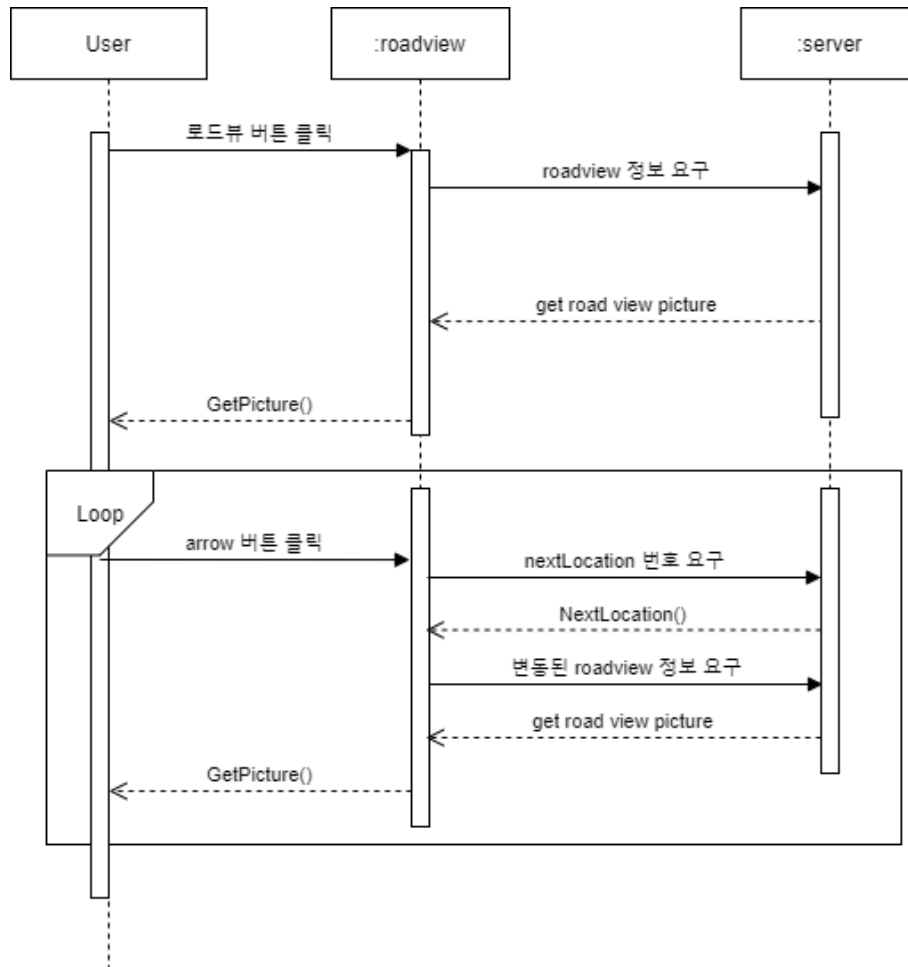 User
:roadview
:server
로드뷰 버튼 클릭
roadview 정보 요구
get road view picture
GetPicture()
Loop
arrow 버튼 클릭
nextLocation 번호 요구
NextLocation()
변동된 roadview 정보 요구
get road view picture
GetPicture()